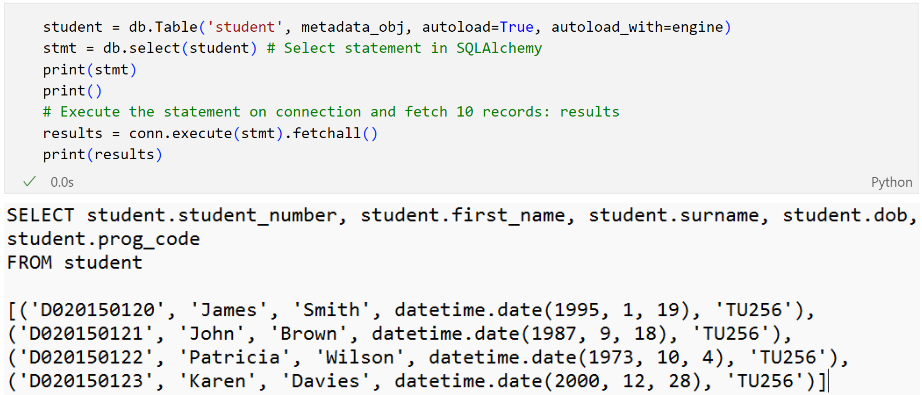 student = db.Table('student', metadata_obj, autoload=True, autoload_with=engine)
stmt = db.select(student) # Select statement in SQLAlchemy
print(stmt)
print()
# Execute the statement on connection and fetch 10 records: results
results = conn.execute(stmt).fetchall()
print(results)
✓ 0.0s Python
SELECT student.student_number, student.first_name, student.surname, student.dob,
student.prog_code
FROM student
[('D020150120', 'James', 'Smith', datetime.date(1995, 1, 19), 'TU256'),
('D020150121', 'John', 'Brown', datetime.date(1987, 9, 18), 'TU256'),
('D020150122', 'Patricia', 'Wilson', datetime.date(1973, 10, 4), 'TU256'),
('D020150123', 'Karen', 'Davies', datetime.date(2000, 12, 28), 'TU256')]